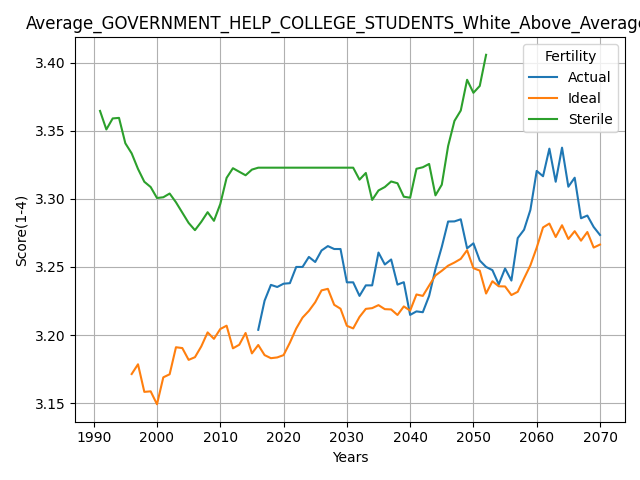 Average_GOVERNMENT_HELP_COLLEGE_STUDENTS_White_Above_Average
Fertility
Actual
Ideal
Sterile
3.40
3.35
3.30
3.25
3.20
3.15
Score(1-4)
1990 2000 2010 2020 2030 2040 2050 2060 2070
Years